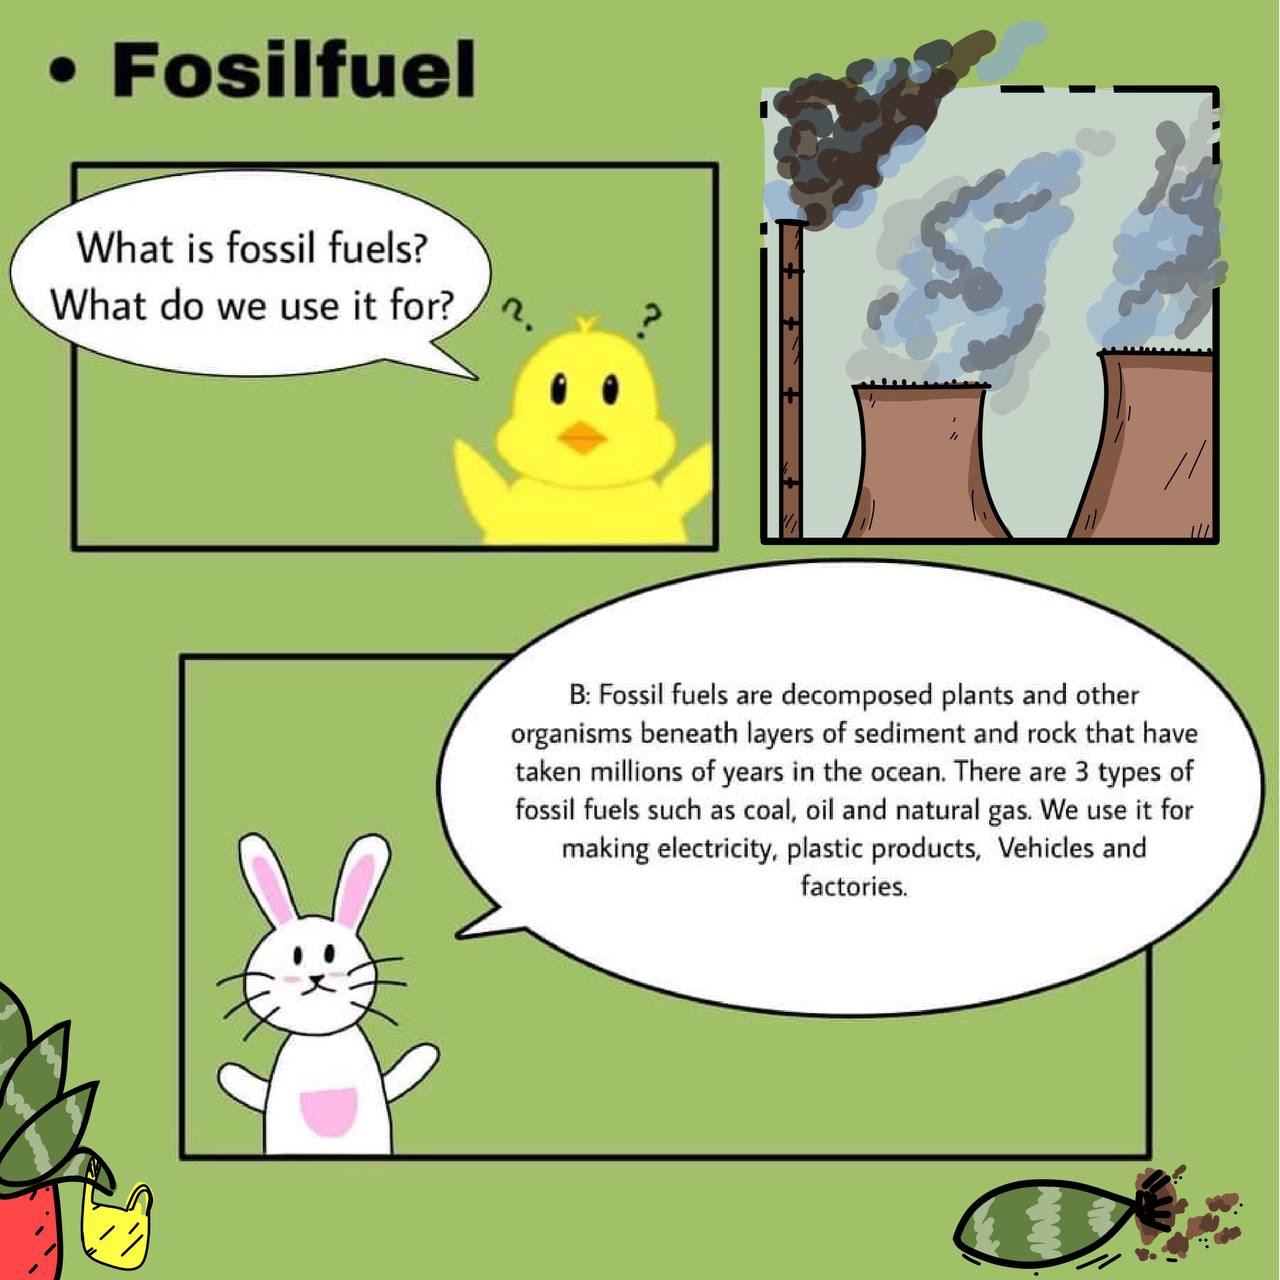 • Fosilfuel
What is fossil fuels?
What do we use it for?
? ?
B: Fossil fuels are decomposed plants and other
organisms beneath layers of sediment and rock that have
taken millions of years in the ocean. There are 3 types of
fossil fuels such as coal, oil and natural gas. We use it for
making electricity, plastic products, Vehicles and
factories.